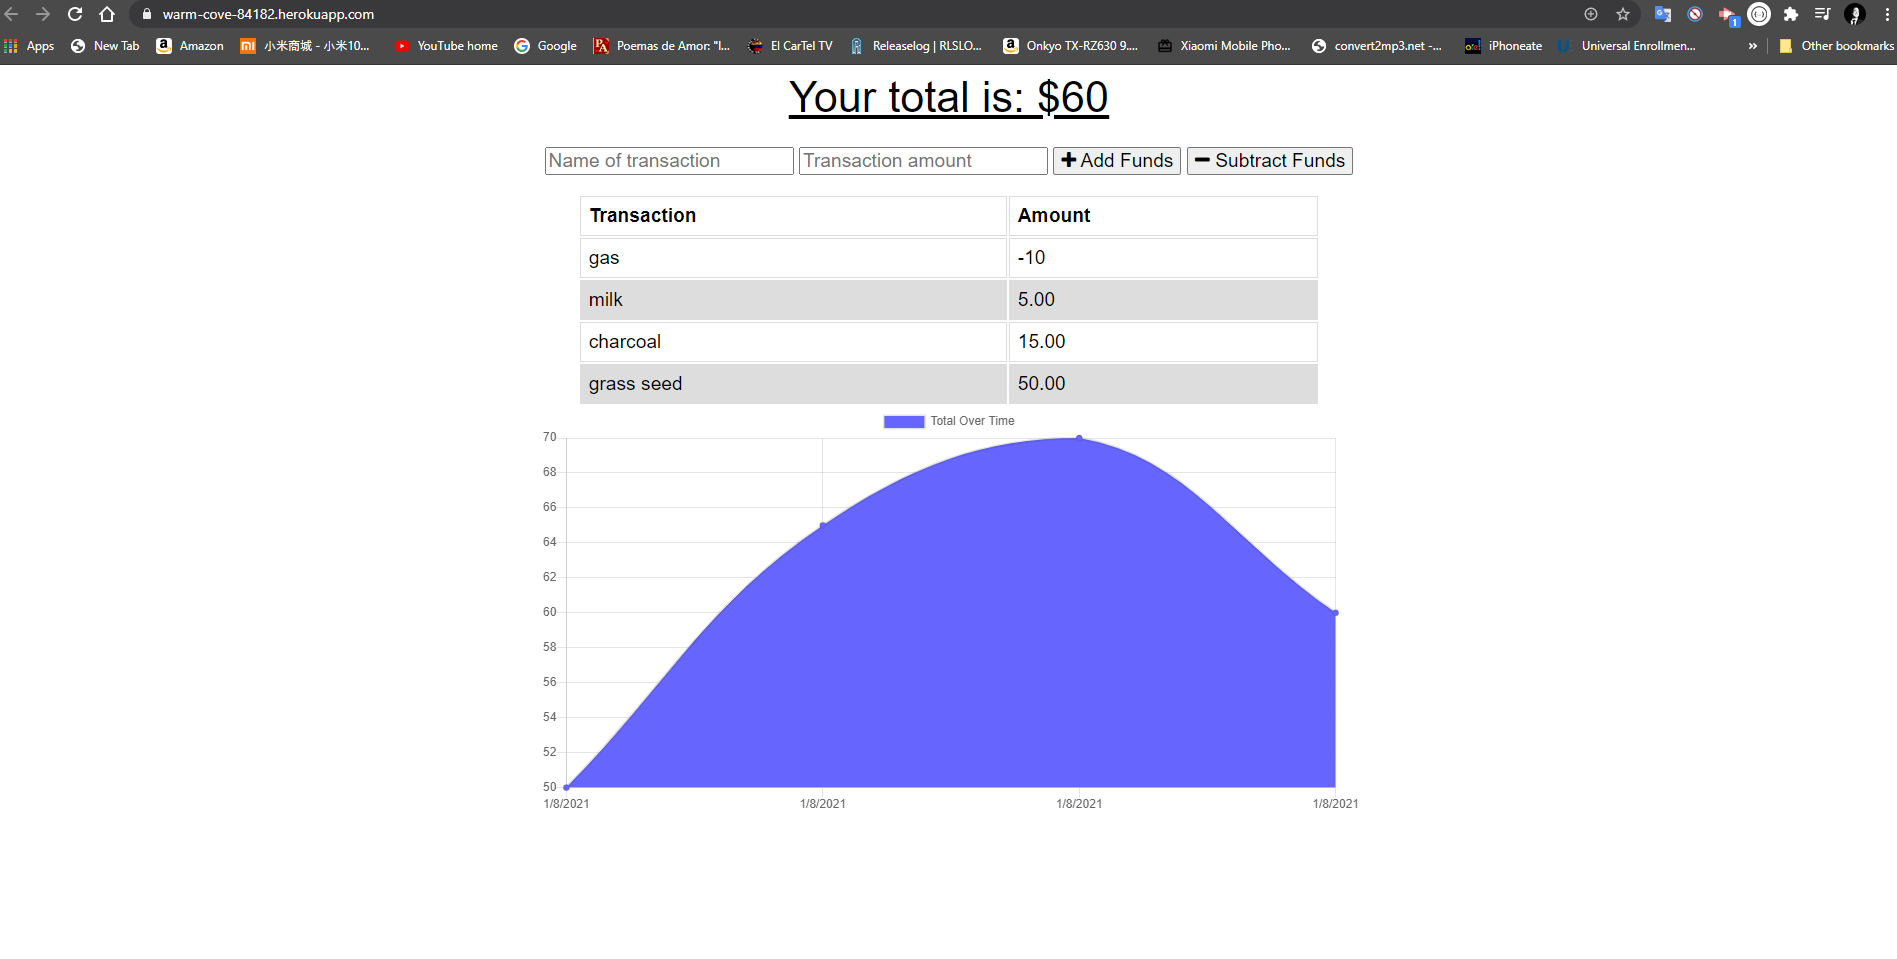 warm-cove-84182.herokuapp.com
1
Apps New Tab Amazon 小米商城 - 小米10... YouTube home Google Poemas de Amor: "l... El CarTel TV Releaselog | RLSLO... Onkyo TX-RZ630 9.... Xiaomi Mobile Pho... convert2mp3.net -... iPhoneate Universal Enrollmen... » Other bookmarks
Your total is: $60
Name of transaction Transaction amount Add Funds Subtract Funds
Transaction Amount
gas -10
milk 5.00
charcoal 15.00
grass seed 50.00
Total Over Time
70
68
66
64
62
60
58
56
54
52
50
1/8/2021 1/8/2021 1/8/2021 1/8/2021